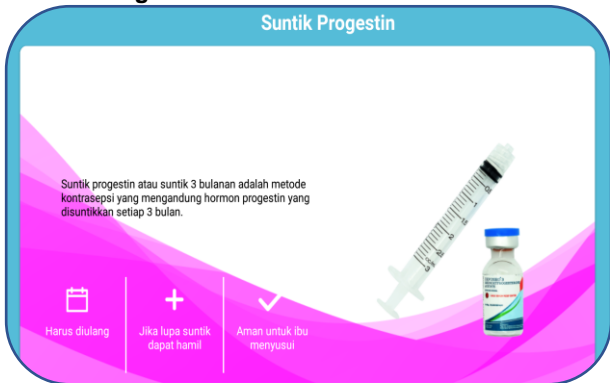 Suntik Progestin
Suntik progestin atau suntik 3 bulanan adalah metode
kontrasepsi yang mengandung hormon progestin yang
disuntikkan setiap 3 bulan.
Harus diulang
Jika lupa suntik
dapat hamil
Aman untuk ibu
menyusui